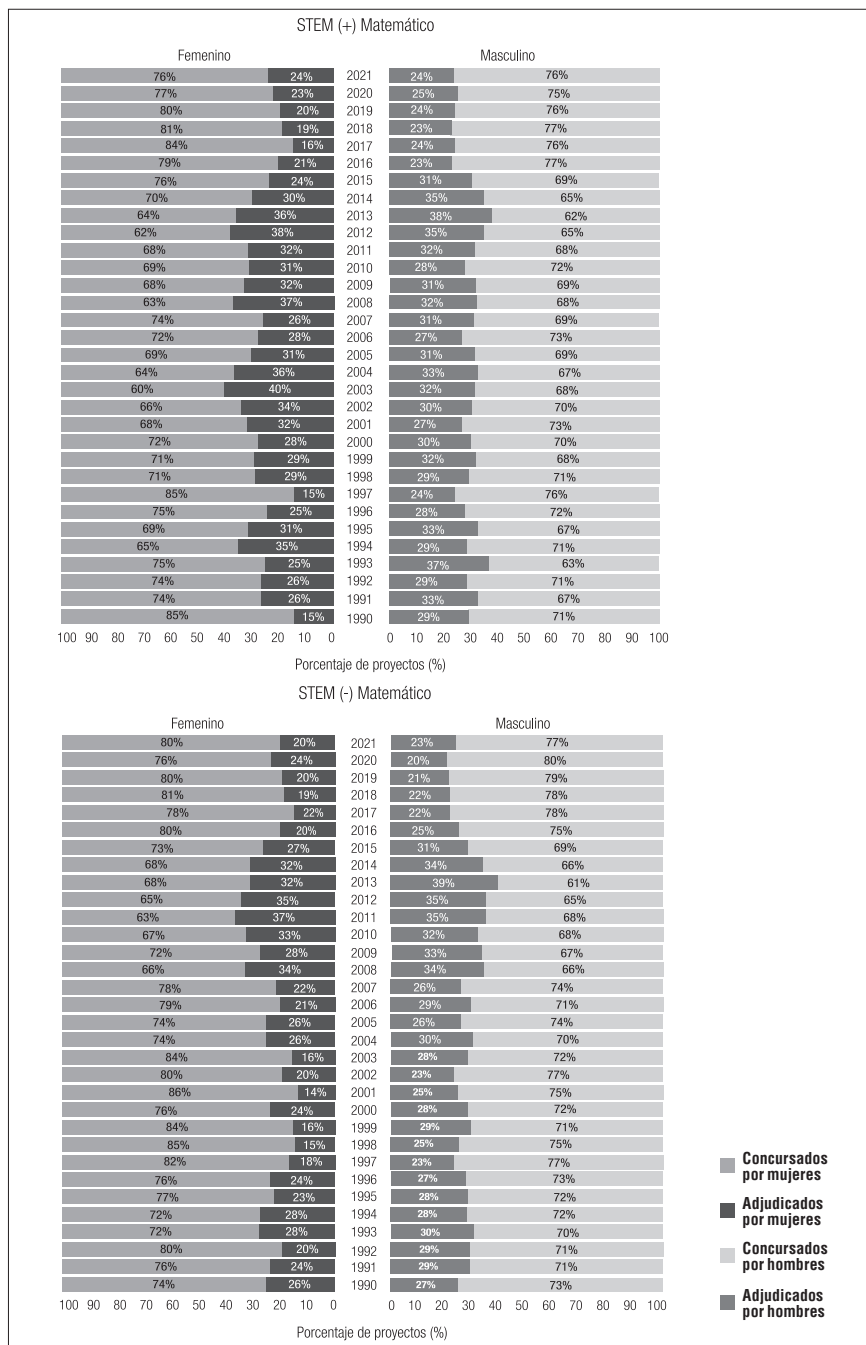 STEM (+) Matemático
Femenino Masculino
76% 24% 2021 24% 76%
77% 23% 2020 25% 75%
80% 20% 2019 24% 76%
81% 19% 2018 23% 77%
84% 16% 2017 24% 76%
79% 21% 2016 23% 77%
76% 24% 2015 31% 69%
70% 30% 2014 35% 65%
64% 36% 2013 38% 62%
62% 38% 2012 35% 65%
68% 32% 2011 32% 68%
69% 31% 2010 28% 72%
68% 32% 2009 31% 69%
63% 37% 2008 32% 68%
74% 26% 2007 31% 69%
72% 28% 2006 27% 73%
69% 31% 2005 31% 69%
64% 36% 2004 33% 67%
60% 40% 2003 32% 68%
66% 34% 2002 30% 70%
68% 32% 2001 27% 73%
72% 28% 2000 30% 70%
71% 29% 1999 32% 68%
71% 29% 1998 29% 71%
85% 15% 1997 24% 76%
75% 25% 1996 28% 72%
69% 31% 1995 33% 67%
65% 35% 1994 29% 71%
75% 25% 1993 37% 63%
74% 26% 1992 29% 71%
74% 26% 1991 33% 67%
85% 15% 1990 29% 71%
100 90 80 70 60 50 40 30 20 10 0 0 10 20 30 40 50 60 70 80 90 100
Porcentaje de proyectos (%)
STEM (-) Matemático
Femenino Masculino
80% 20% 2021 23% 77%
76% 24% 2020 20% 80%
80% 20% 2019 21% 79%
81% 19% 2018 22% 78%
78% 22% 2017 22% 78%
80% 20% 2016 25% 75%
73% 27% 2015 31% 69%
68% 32% 2014 34% 66%
68% 32% 2013 39% 61%
65% 35% 2012 35% 65%
63% 37% 2011 35% 68%
67% 33% 2010 32% 68%
72% 28% 2009 33% 67%
66% 34% 2008 34% 66%
78% 22% 2007 26% 74%
79% 21% 2006 29% 71%
74% 26% 2005 26% 74%
74% 26% 2004 30% 70%
84% 16% 2003 28% 72%
80% 20% 2002 23% 77%
86% 14% 2001 25% 75%
76% 24% 2000 28% 72%
84% 16% 1999 29% 71%
85% 15% 1998 25% 75%
82% 18% 1997 23% 77%
76% 24% 1996 27% 73%
77% 23% 1995 28% 72%
72% 28% 1994 28% 72%
72% 28% 1993 30% 70%
80% 20% 1992 29% 71%
76% 24% 1991 29% 71%
74% 26% 1990 27% 73%
100 90 80 70 60 50 40 30 20 10 0 0 10 20 30 40 50 60 70 80 90 100
Porcentaje de proyectos (%)
Concursados
por mujeres
Adjudicados
por mujeres
Concursados
por hombres
Adjudicados
por hombres